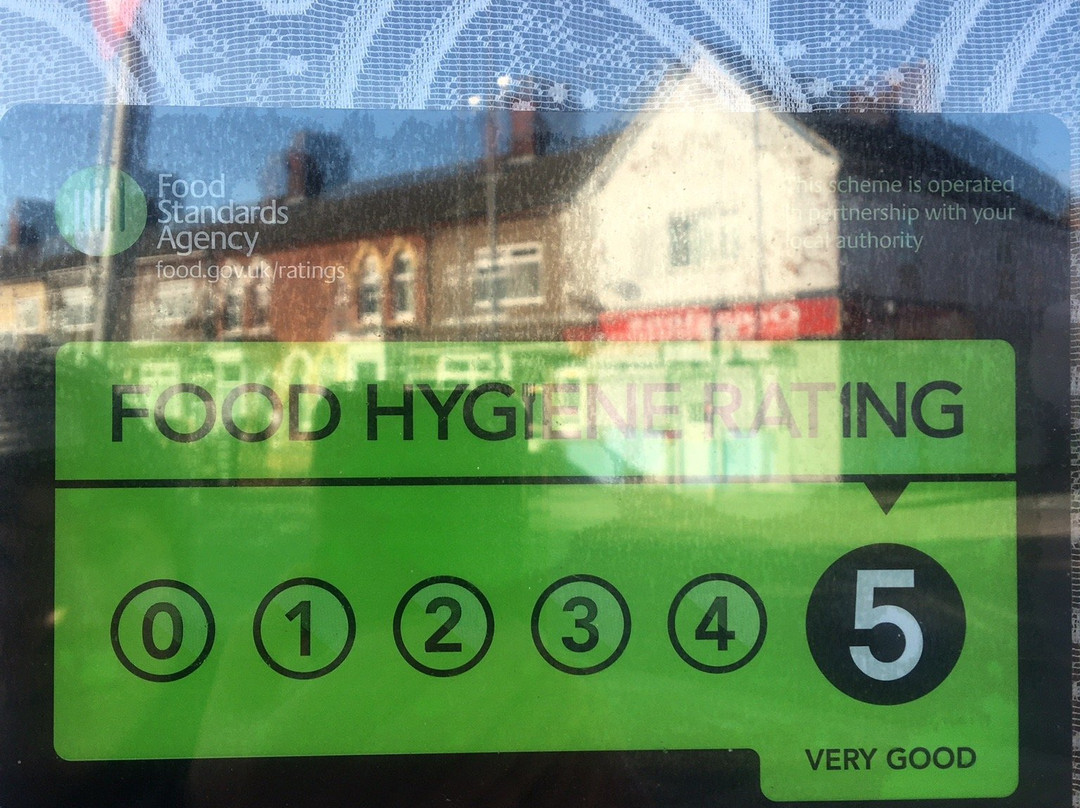 Food
Standards
Agency
food.gov.uk/ratings
This scheme is operated
in partnership with your
local authority
FOOD HYGIENE RATING
0 1 2 3 4 5
VERY GOOD